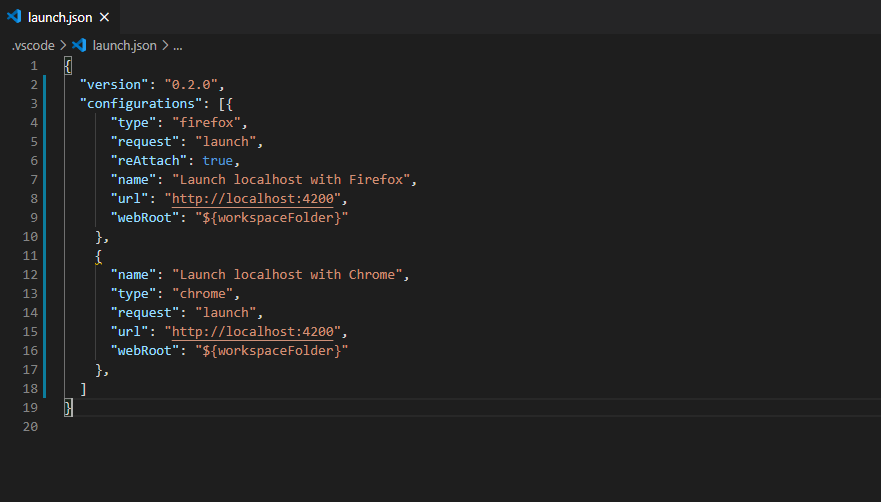 launch.json
.vscode > launch.json > ...
1 {
2   "version": "0.2.0",
3   "configurations": [{
4       "type": "firefox",
5       "request": "launch",
6       "reAttach": true,
7       "name": "Launch localhost with Firefox",
8       "url": "http://localhost:4200",
9       "webRoot": "${workspaceFolder}"
10     },
11     {
12       "name": "Launch localhost with Chrome",
13       "type": "chrome",
14       "request": "launch",
15       "url": "http://localhost:4200",
16       "webRoot": "${workspaceFolder}"
17     },
18   ]
19 }
20